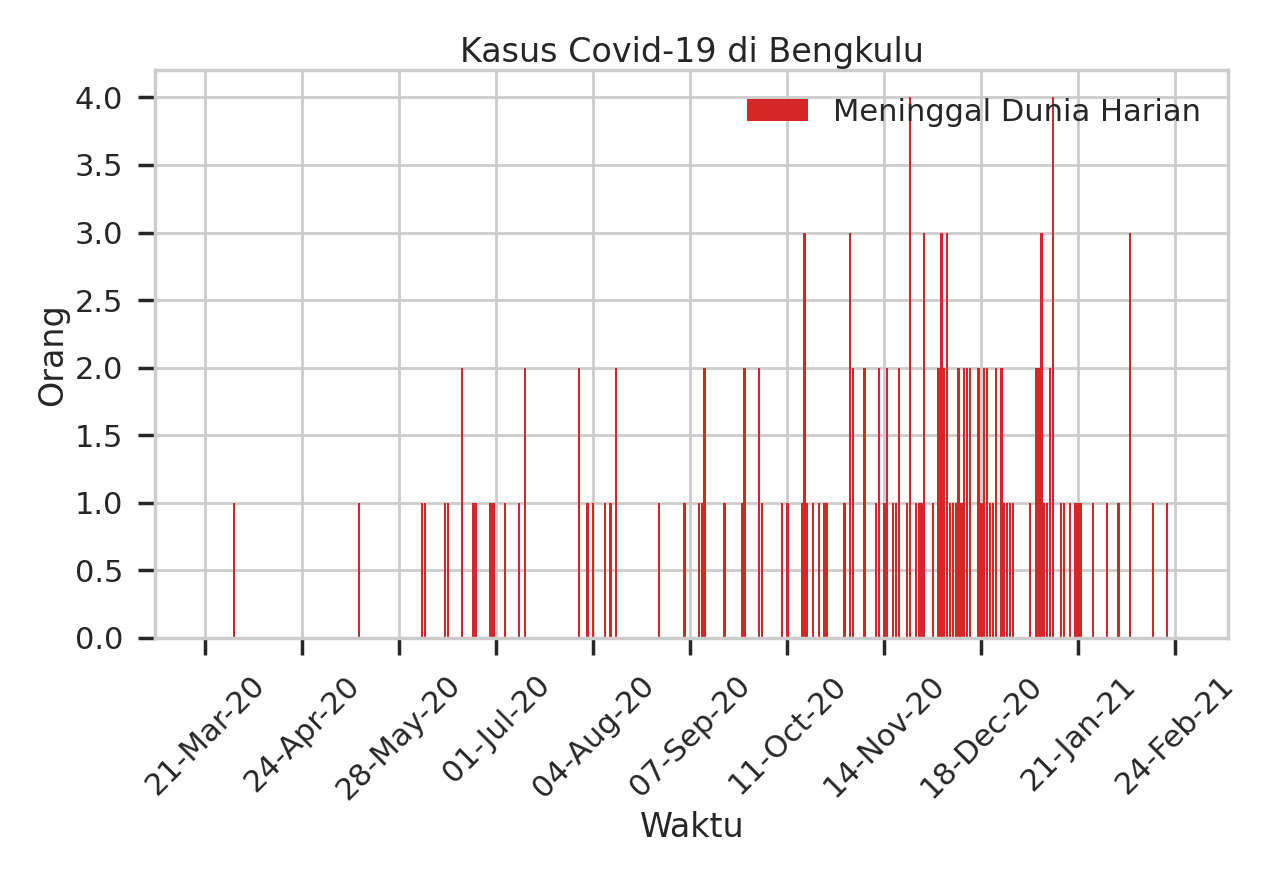 Kasus Covid-19 di Bengkulu
Meninggal Dunia Harian
4.0
3.5
3.0
2.5
2.0
1.5
1.0
0.5
0.0
Orang
21-Mar-20
24-Apr-20
28-May-20
01-Jul-20
04-Aug-20
07-Sep-20
11-Oct-20
14-Nov-20
18-Dec-20
21-Jan-21
24-Feb-21
Waktu